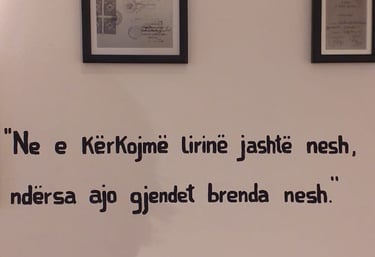 "Ne e kërkojmë lirinë jashtë nesh,
ndërsa ajo gjendet brenda nesh."